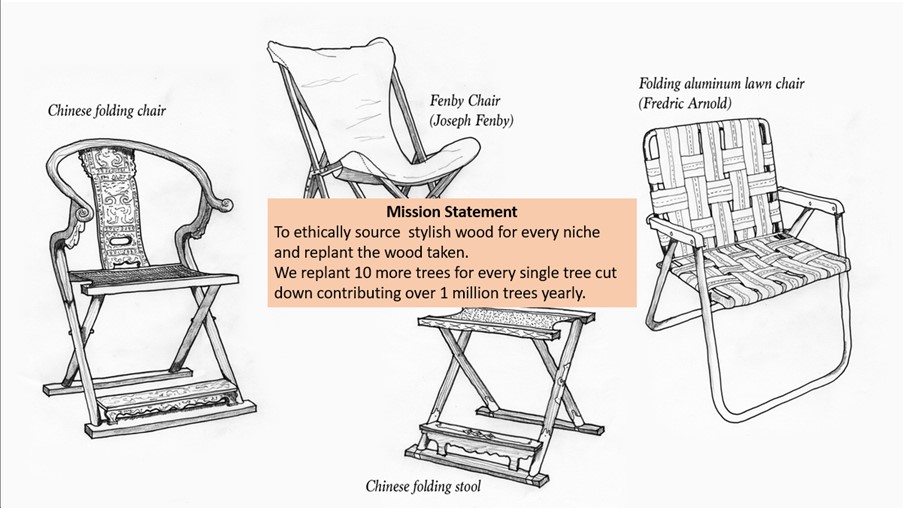 Chinese folding chair
Fenby Chair
(Joseph Fenby)
Folding aluminum lawn chair
(Fredric Arnold)
Mission Statement
To ethically source stylish wood for every niche
and replant the wood taken.
We replant 10 more trees for every single tree cut
down contributing over 1 million trees yearly.
Chinese folding stool